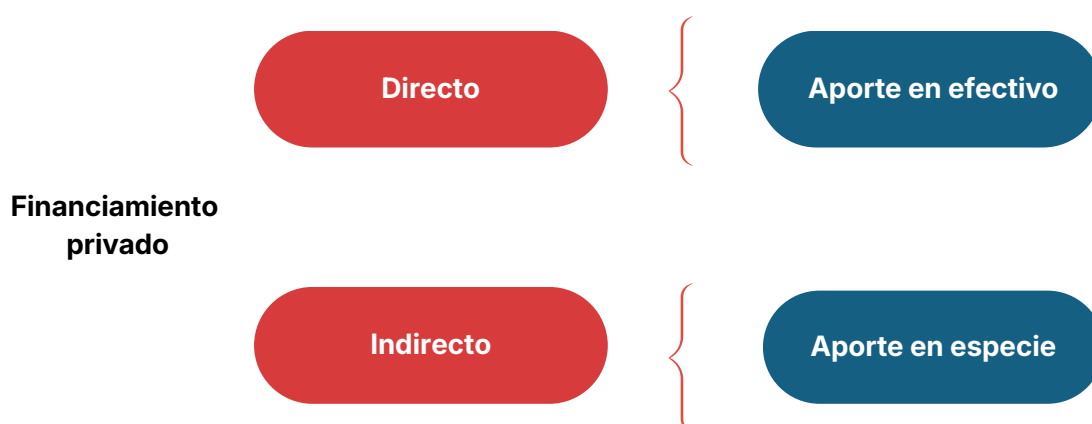 Directo
Aporte en efectivo
Financiamiento
privado
Indirecto
Aporte en especie